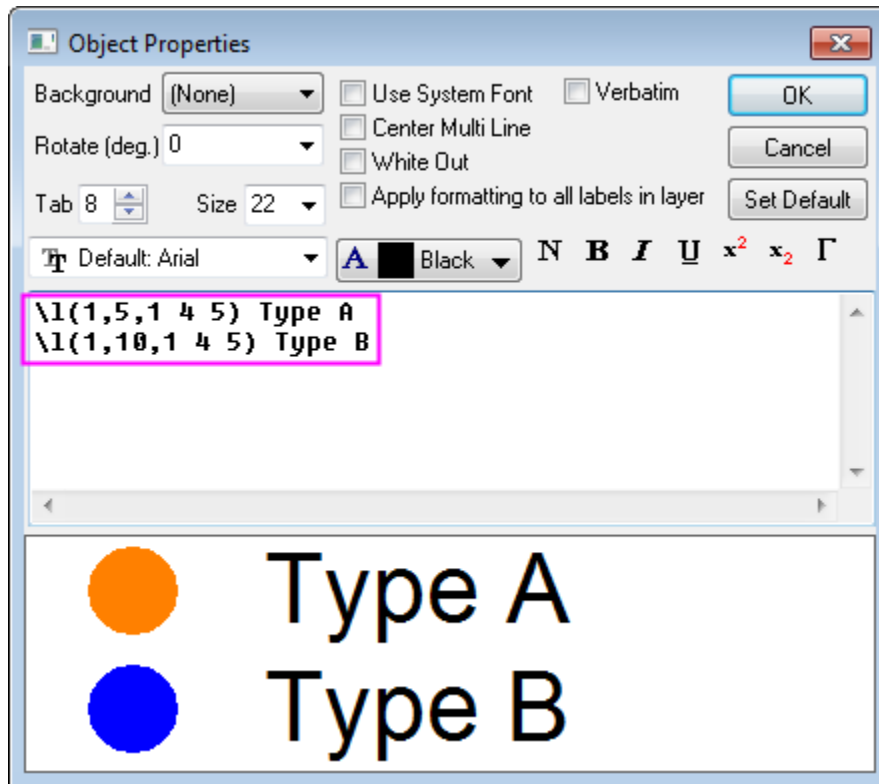 Object Properties
Background (None) Use System Font Verbatim OK
Center Multi Line
Rotate (deg.) 0 White Out Cancel
Tab 8 Size 22 Apply formatting to all labels in layer Set Default
Default: Arial A Black N B I U x² x₂ Γ
\l(1,5,1 4 5) Type A
\l(1,10,1 4 5) Type B
Type A
Type B